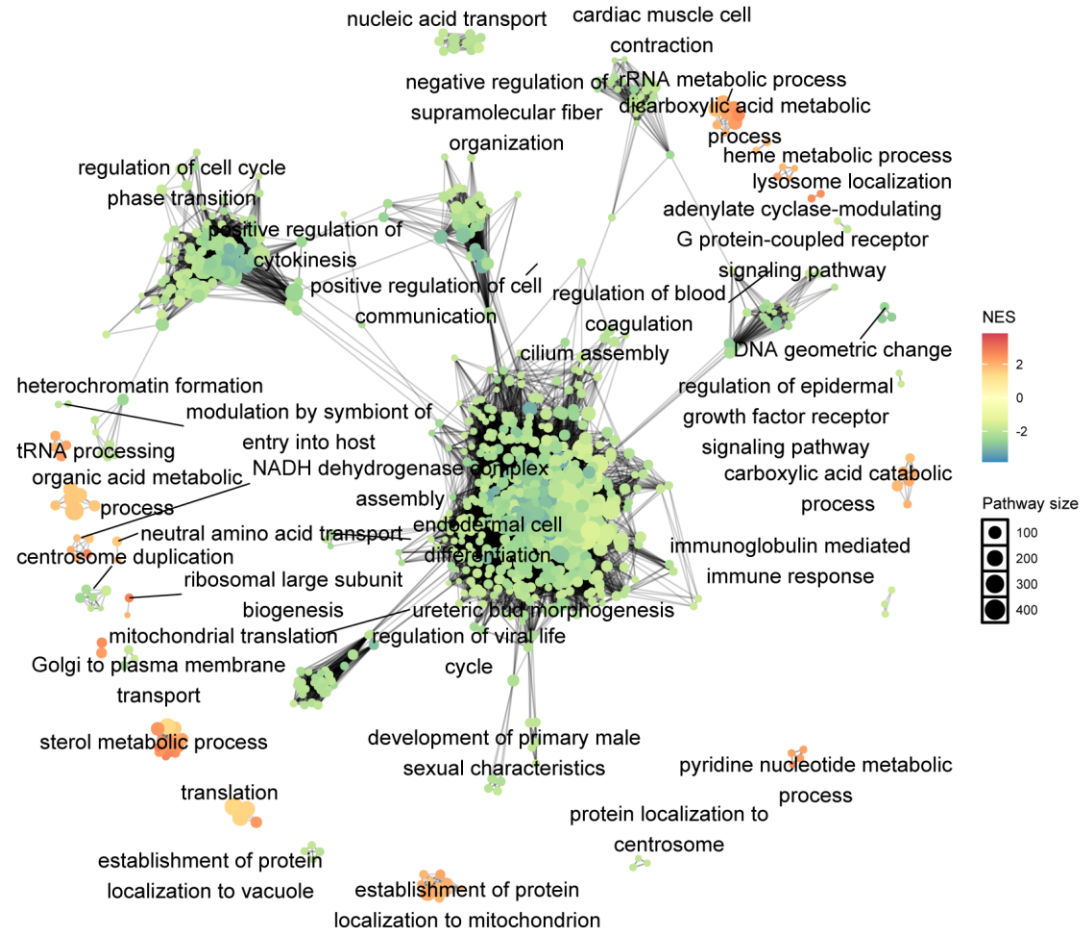 nucleic acid transport
cardiac muscle cell
contraction
negative regulation of
supramolecular fiber
organization
rRNA metabolic process
dicarboxylic acid metabolic
process
heme metabolic process
lysosome localization
adenylate cyclase-modulating
G protein-coupled receptor
signaling pathway
regulation of cell cycle
phase transition
positive regulation of
cytokinesis
positive regulation of cell
communication
regulation of blood
coagulation
cilium assembly
DNA geometric change
regulation of epidermal
growth factor receptor
signaling pathway
carboxylic acid catabolic
process
heterochromatin formation
modulation by symbiont of
entry into host
tRNA processing
organic acid metabolic
process
NADH dehydrogenase complex
assembly
neutral amino acid transport
centrosome duplication
endodermal cell
differentiation
immunoglobulin mediated
immune response
ribosomal large subunit
biogenesis
ureteric bud morphogenesis
mitochondrial translation
regulation of viral life
cycle
Golgi to plasma membrane
transport
sterol metabolic process
development of primary male
sexual characteristics
pyridine nucleotide metabolic
process
translation
protein localization to
centrosome
establishment of protein
localization to vacuole
establishment of protein
localization to mitochondrion
NES
2
0
-2
Pathway size
100
200
300
400